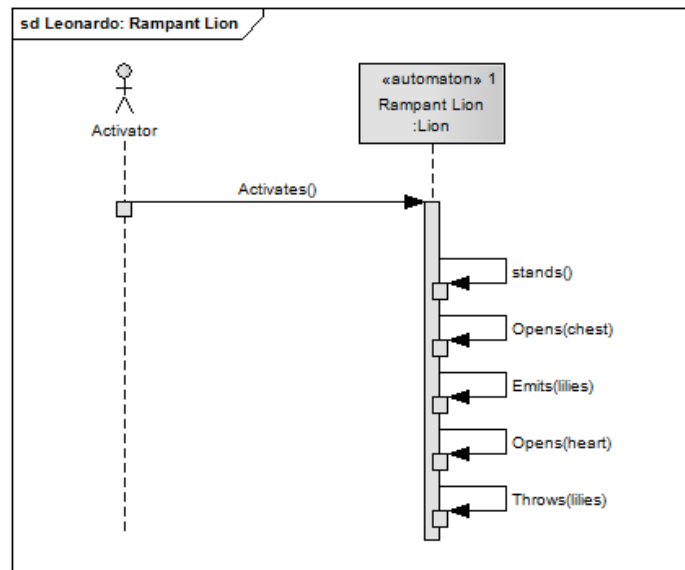 sd Leonardo: Rampant Lion
Activator
«automaton» 1
Rampant Lion
:Lion
Activates()
stands()
Opens(chest)
Emits(lilies)
Opens(heart)
Throws(lilies)